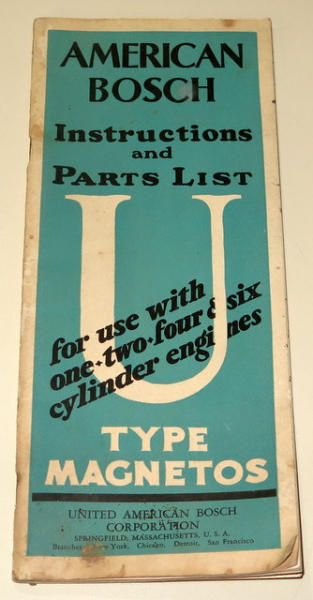 AMERICAN
BOSCH
Instructions
and
PARTS LIST
U
for use with
one-two-four & six
cylinder engines
TYPE
MAGNETOS
UNITED AMERICAN BOSCH
CORPORATION
SPRINGFIELD, MASSACHUSETTS, U. S. A.
Branches: New York, Chicago, Detroit, San Francisco